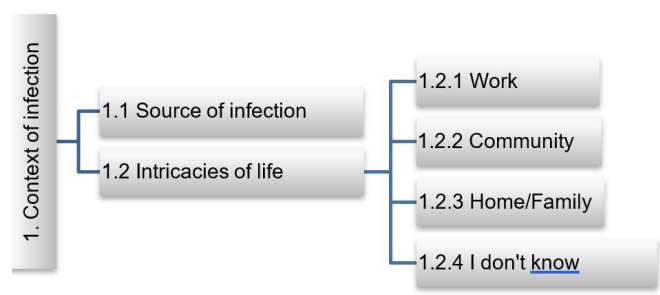 1. Context of infection
1.1 Source of infection
1.2 Intricacies of life
1.2.1 Work
1.2.2 Community
1.2.3 Home/Family
1.2.4 I don't know